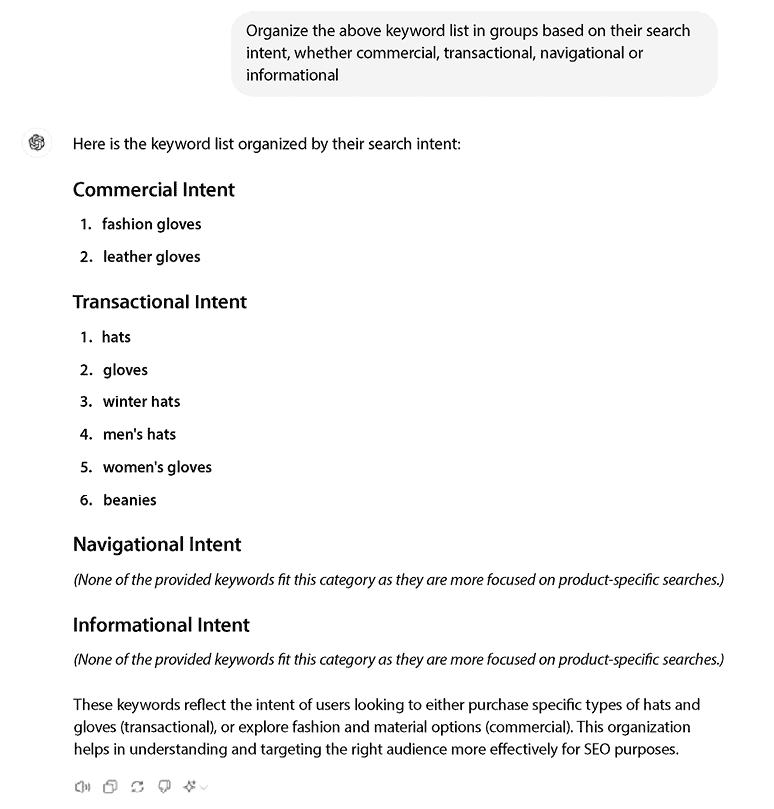 Organize the above keyword list in groups based on their search
intent, whether commercial, transactional, navigational or
informational
Here is the keyword list organized by their search intent:
Commercial Intent
1. fashion gloves
2. leather gloves
Transactional Intent
1. hats
2. gloves
3. winter hats
4. men's hats
5. women's gloves
6. beanies
Navigational Intent
(None of the provided keywords fit this category as they are more focused on product-specific searches.)
Informational Intent
(None of the provided keywords fit this category as they are more focused on product-specific searches.)
These keywords reflect the intent of users looking to either purchase specific types of hats and
gloves (transactional), or explore fashion and material options (commercial). This organization
helps in understanding and targeting the right audience more effectively for SEO purposes.